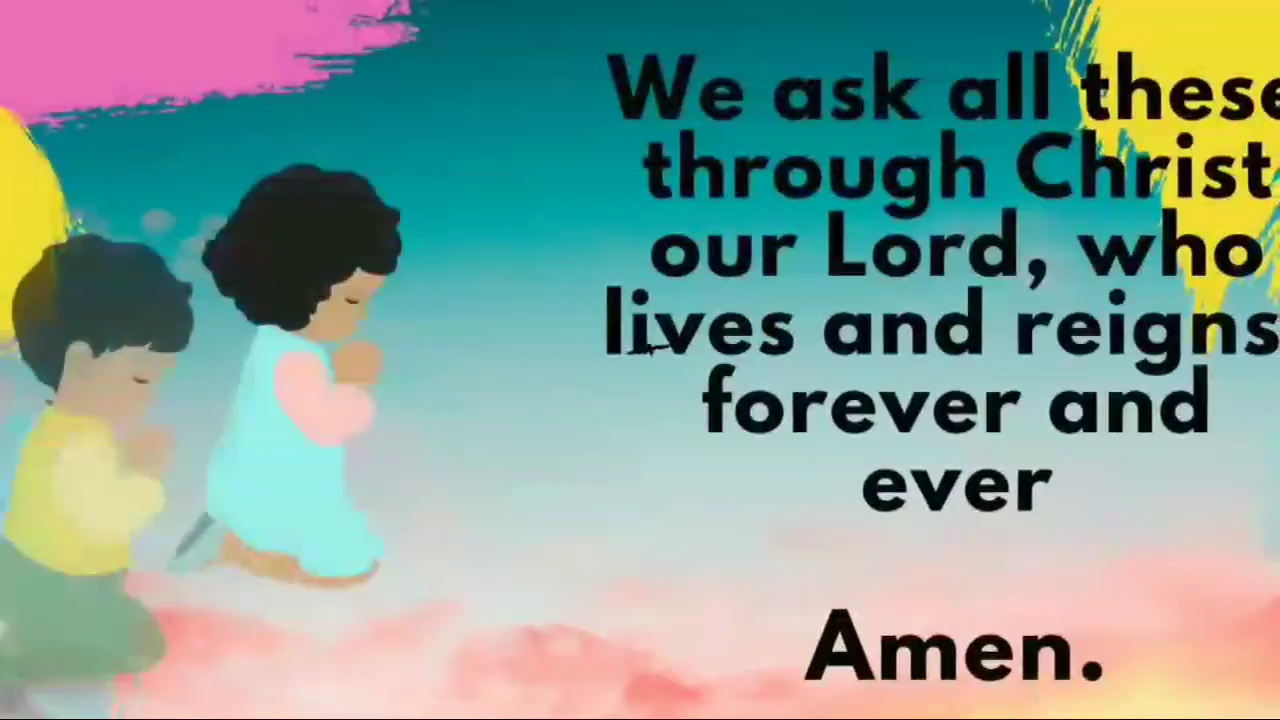 We ask all these
through Christ
our Lord, who
lives and reigns
forever and
ever
Amen.